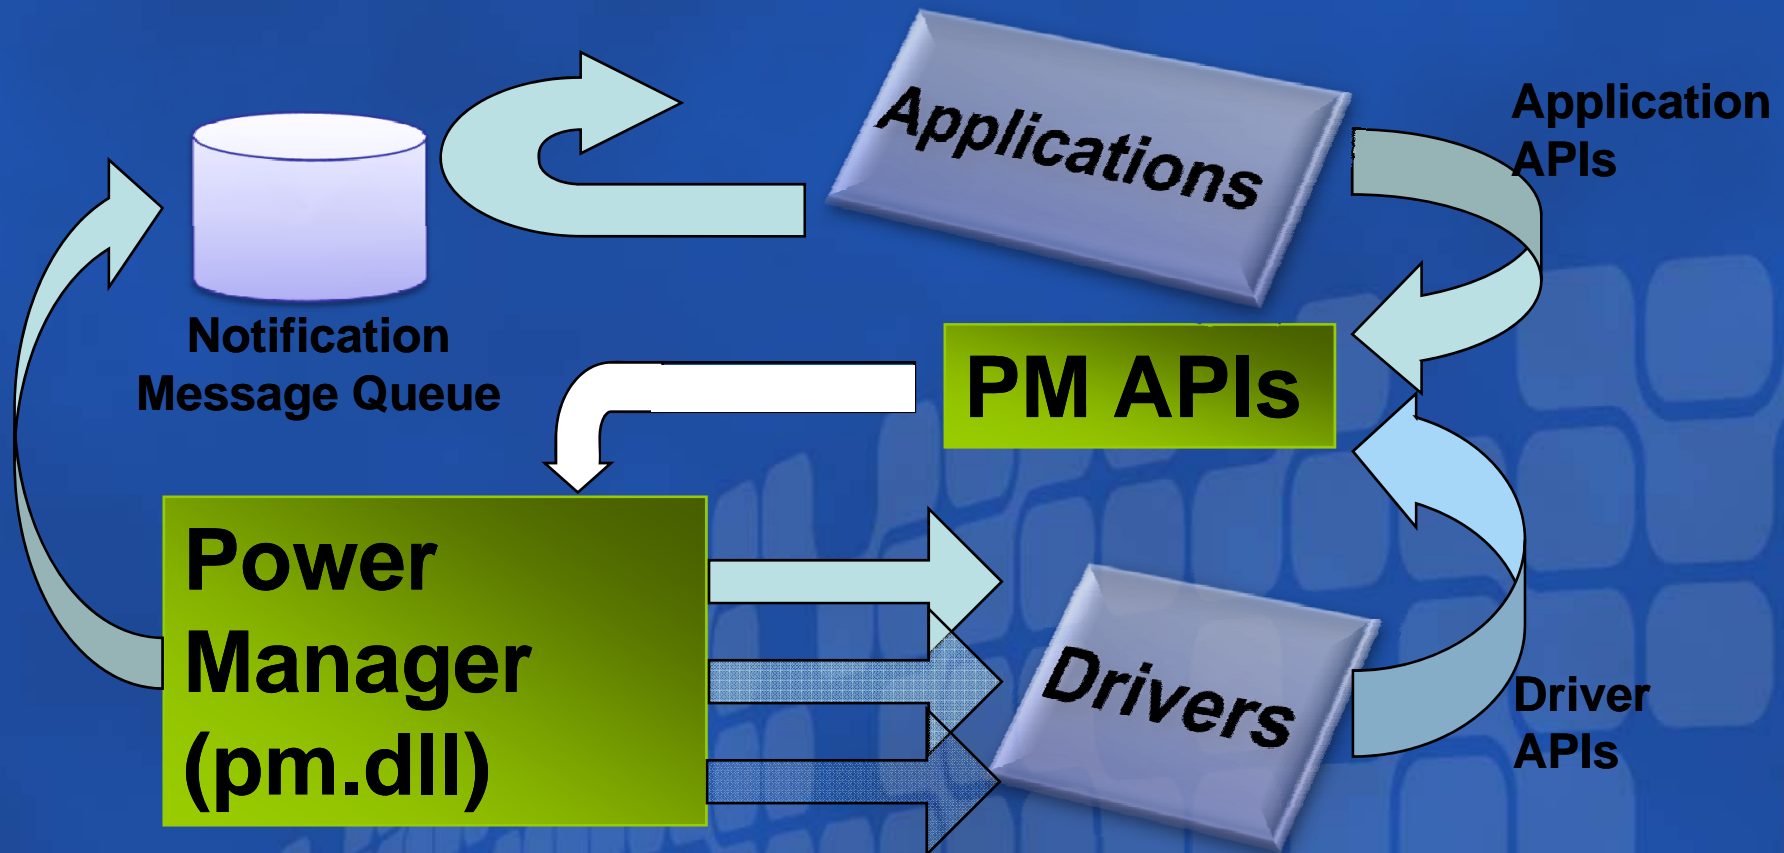 Applications
Application
APIs
Notification
Message Queue
PM APIs
Power
Manager
(pm.dll)
Drivers
Driver
APIs